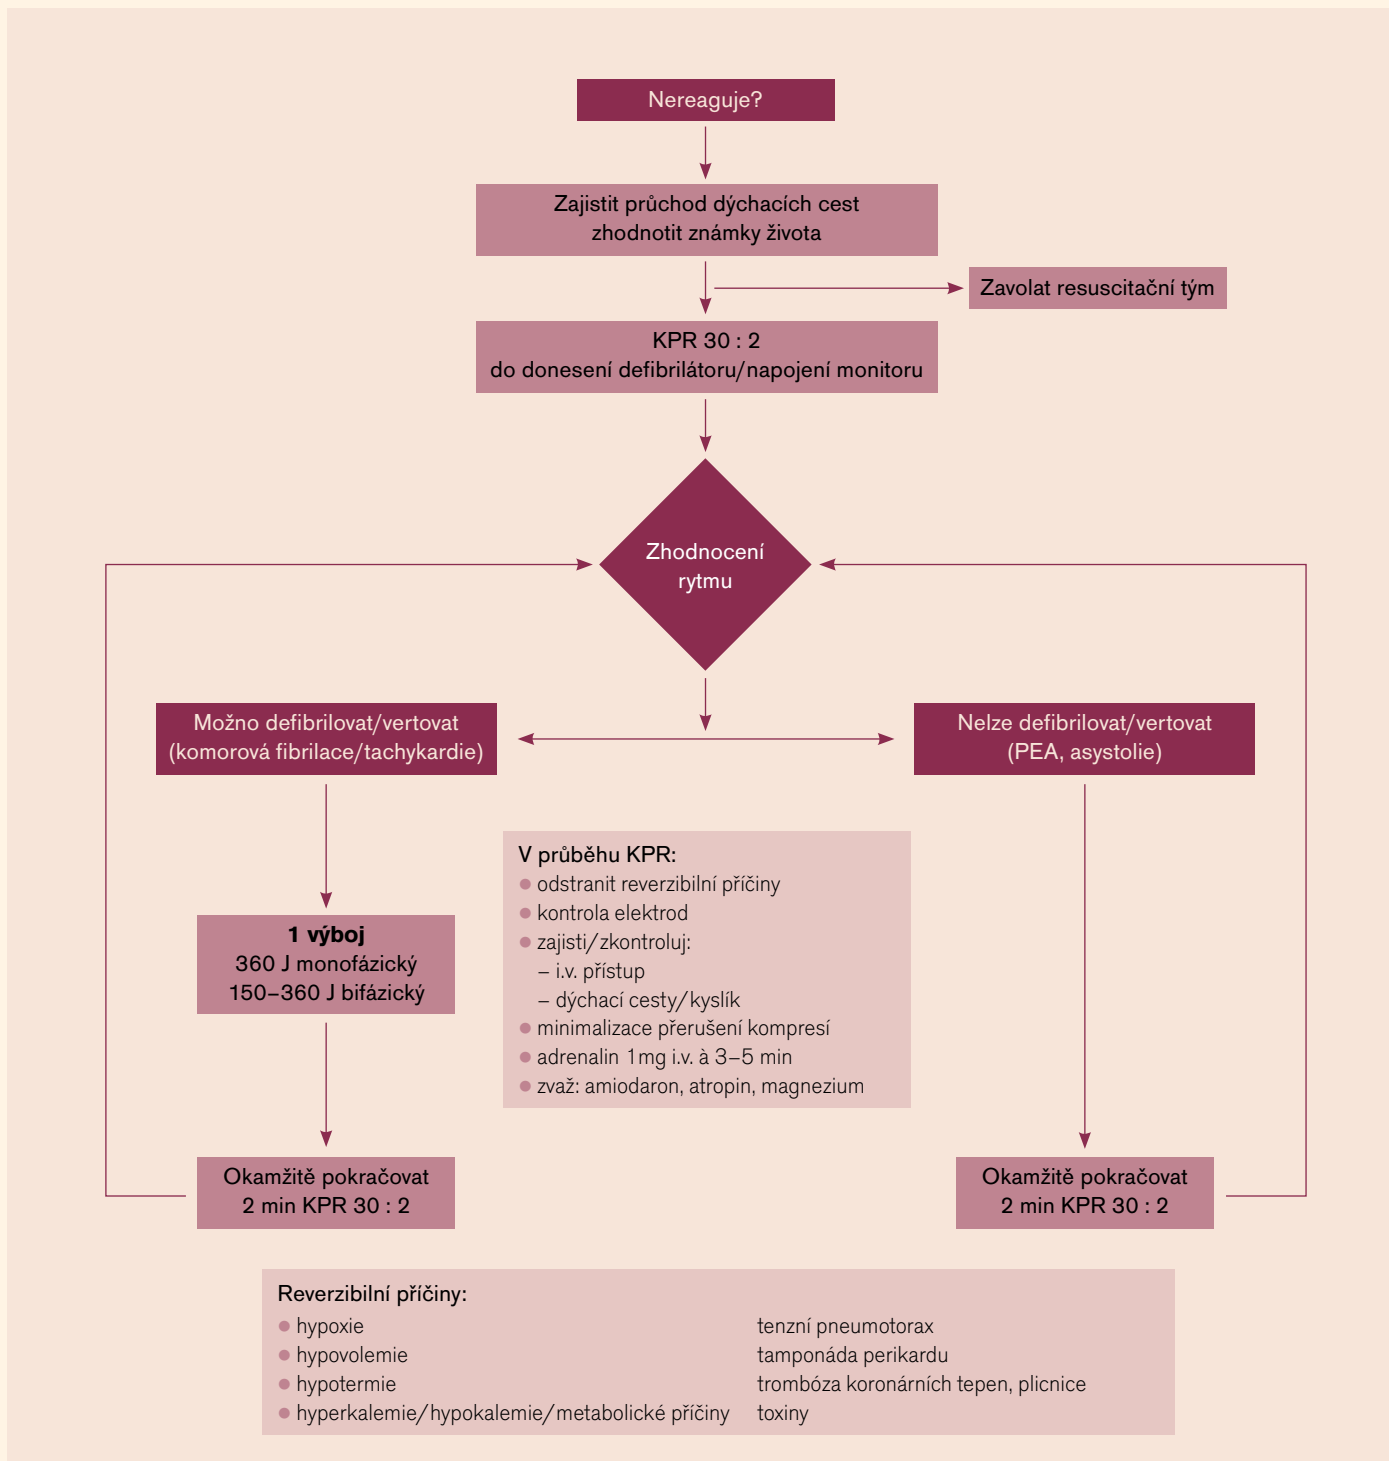 Nereaguje?
Zajistit průchod dýchacích cest
zhodnotit známky života
Zavolat resuscitační tým
KPR 30 : 2
do donesení defibrilátoru/napojení monitoru
Zhodnocení
rytmu
Možno defibrilovat/vertovat
(komorová fibrilace/tachykardie)
Nelze defibrilovat/vertovat
(PEA, asystolie)
1 výboj
360 J monofázický
150–360 J bifázický
V průběhu KPR:
● odstranit reverzibilní příčiny
● kontrola elektrod
● zajisti/zkontroluj:
– i.v. přístup
– dýchací cesty/kyslík
● minimalizace přerušení kompresí
● adrenalin 1mg i.v. à 3–5 min
● zvaž: amiodaron, atropin, magnezium
Okamžitě pokračovat
2 min KPR 30 : 2
Okamžitě pokračovat
2 min KPR 30 : 2
Reverzibilní příčiny:
● hypoxie
● hypovolemie
● hypotermie
● hyperkalemie/hypokalemie/metabolické příčiny
tenzní pneumotorax
tamponáda perikardu
trombóza koronárních tepen, plicnice
toxiny